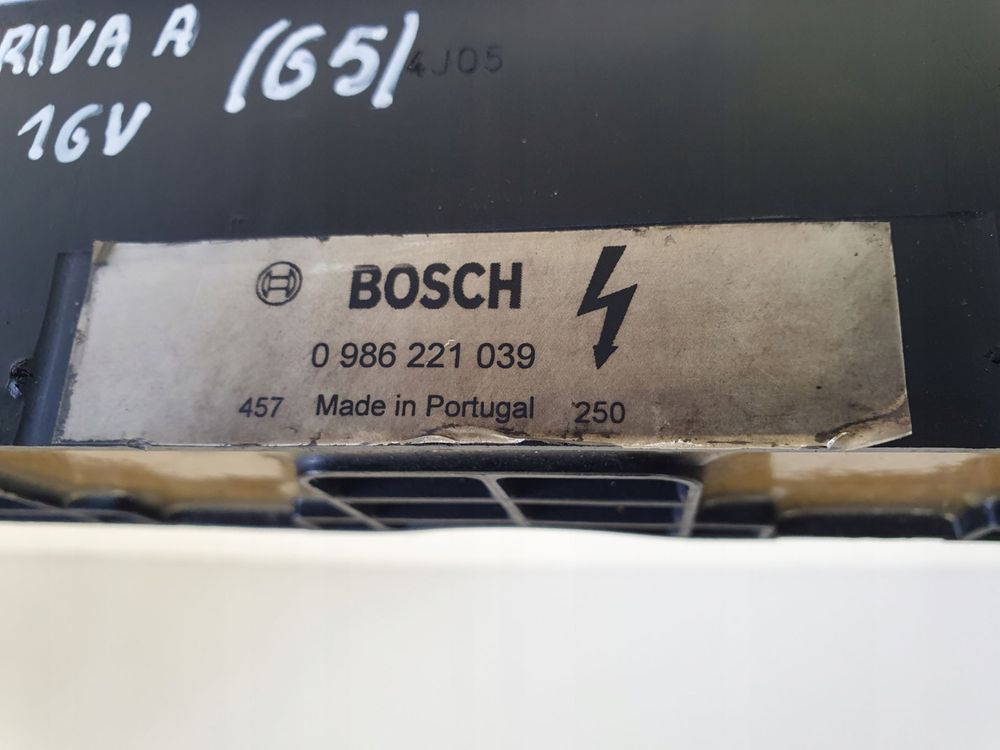 RIVA A (65) 4J05
16V
BOSCH
0 986 221 039
457 Made in Portugal 250